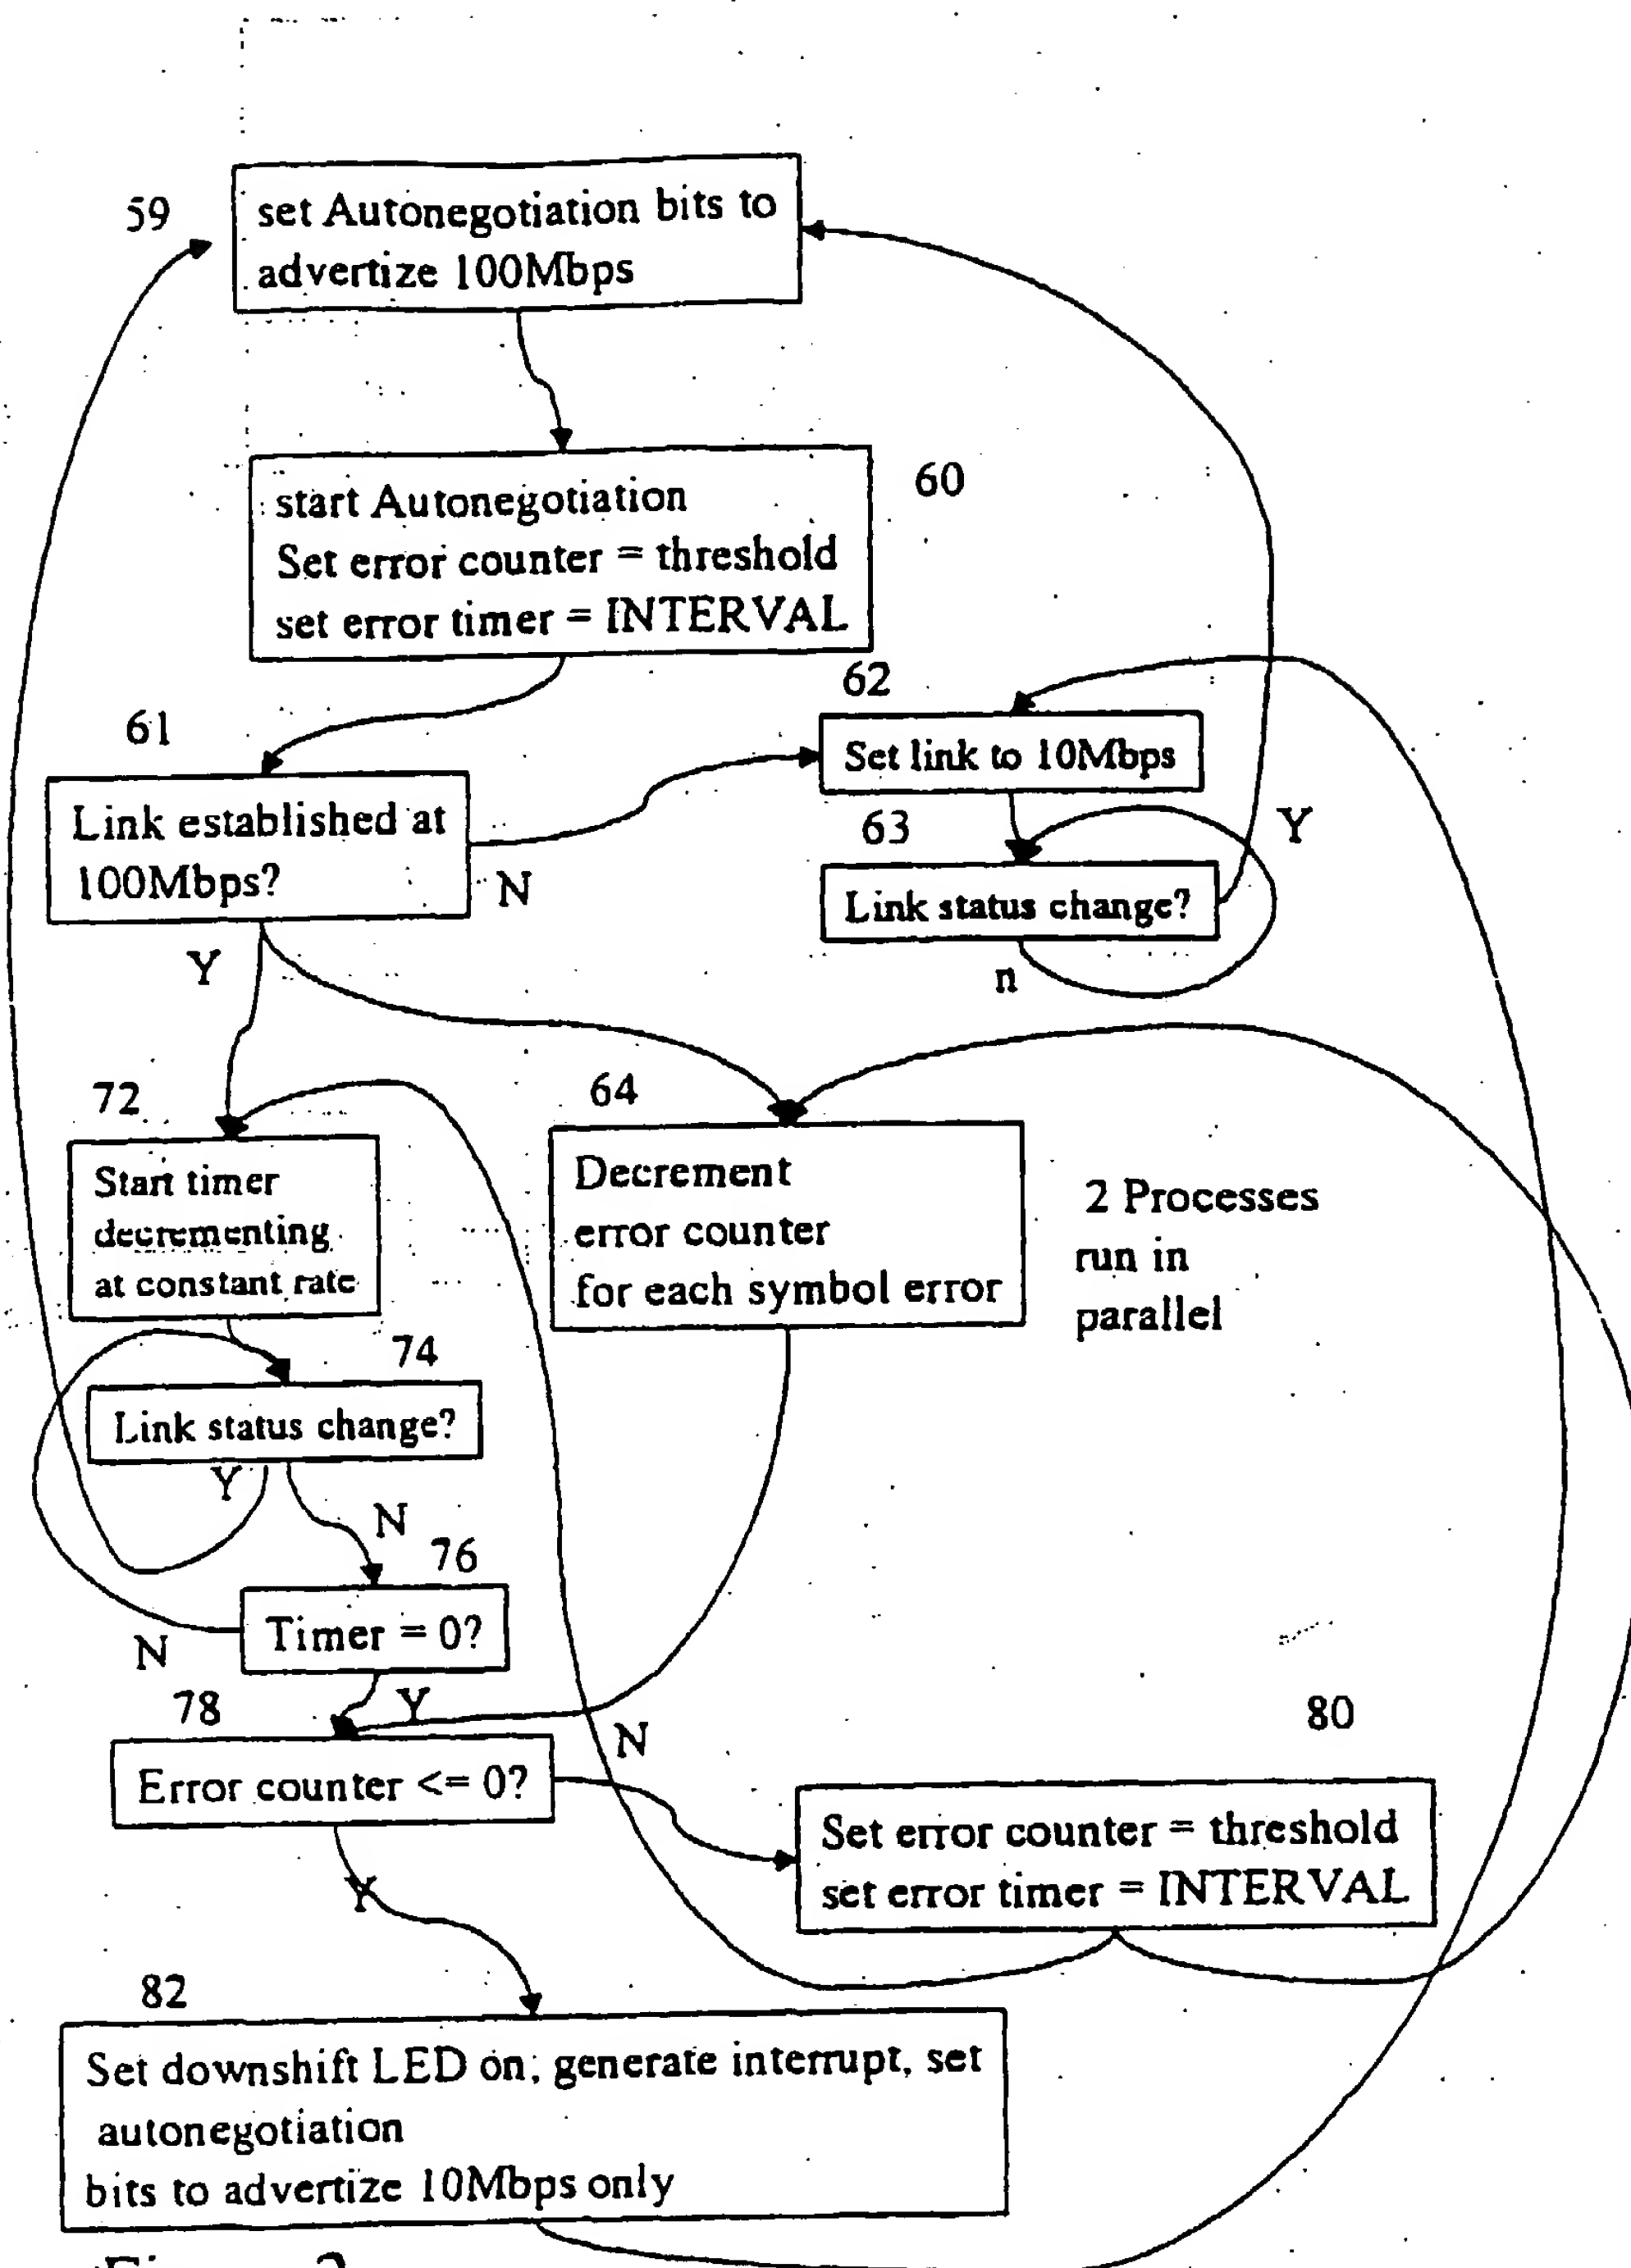 59
set Autonegotiation bits to
advertize 100Mbps
start Autonegotiation
Set error counter = threshold
set error timer = INTERVAL
60
61
62
Set link to 10Mbps
Link established at
100Mbps?
N
63
Y
Link status change?
n
Y
72
64
Start timer
decrementing
at constant rate
Decrement
error counter
for each symbol error
2 Processes
run in
parallel
74
Link status change?
Y
N
76
Timer = 0?
N
Y
78
N
80
Error counter <= 0?
Set error counter = threshold
set error timer = INTERVAL
Y
82
Set downshift LED on; generate interrupt, set
autonegotiation
bits to advertize 10Mbps only